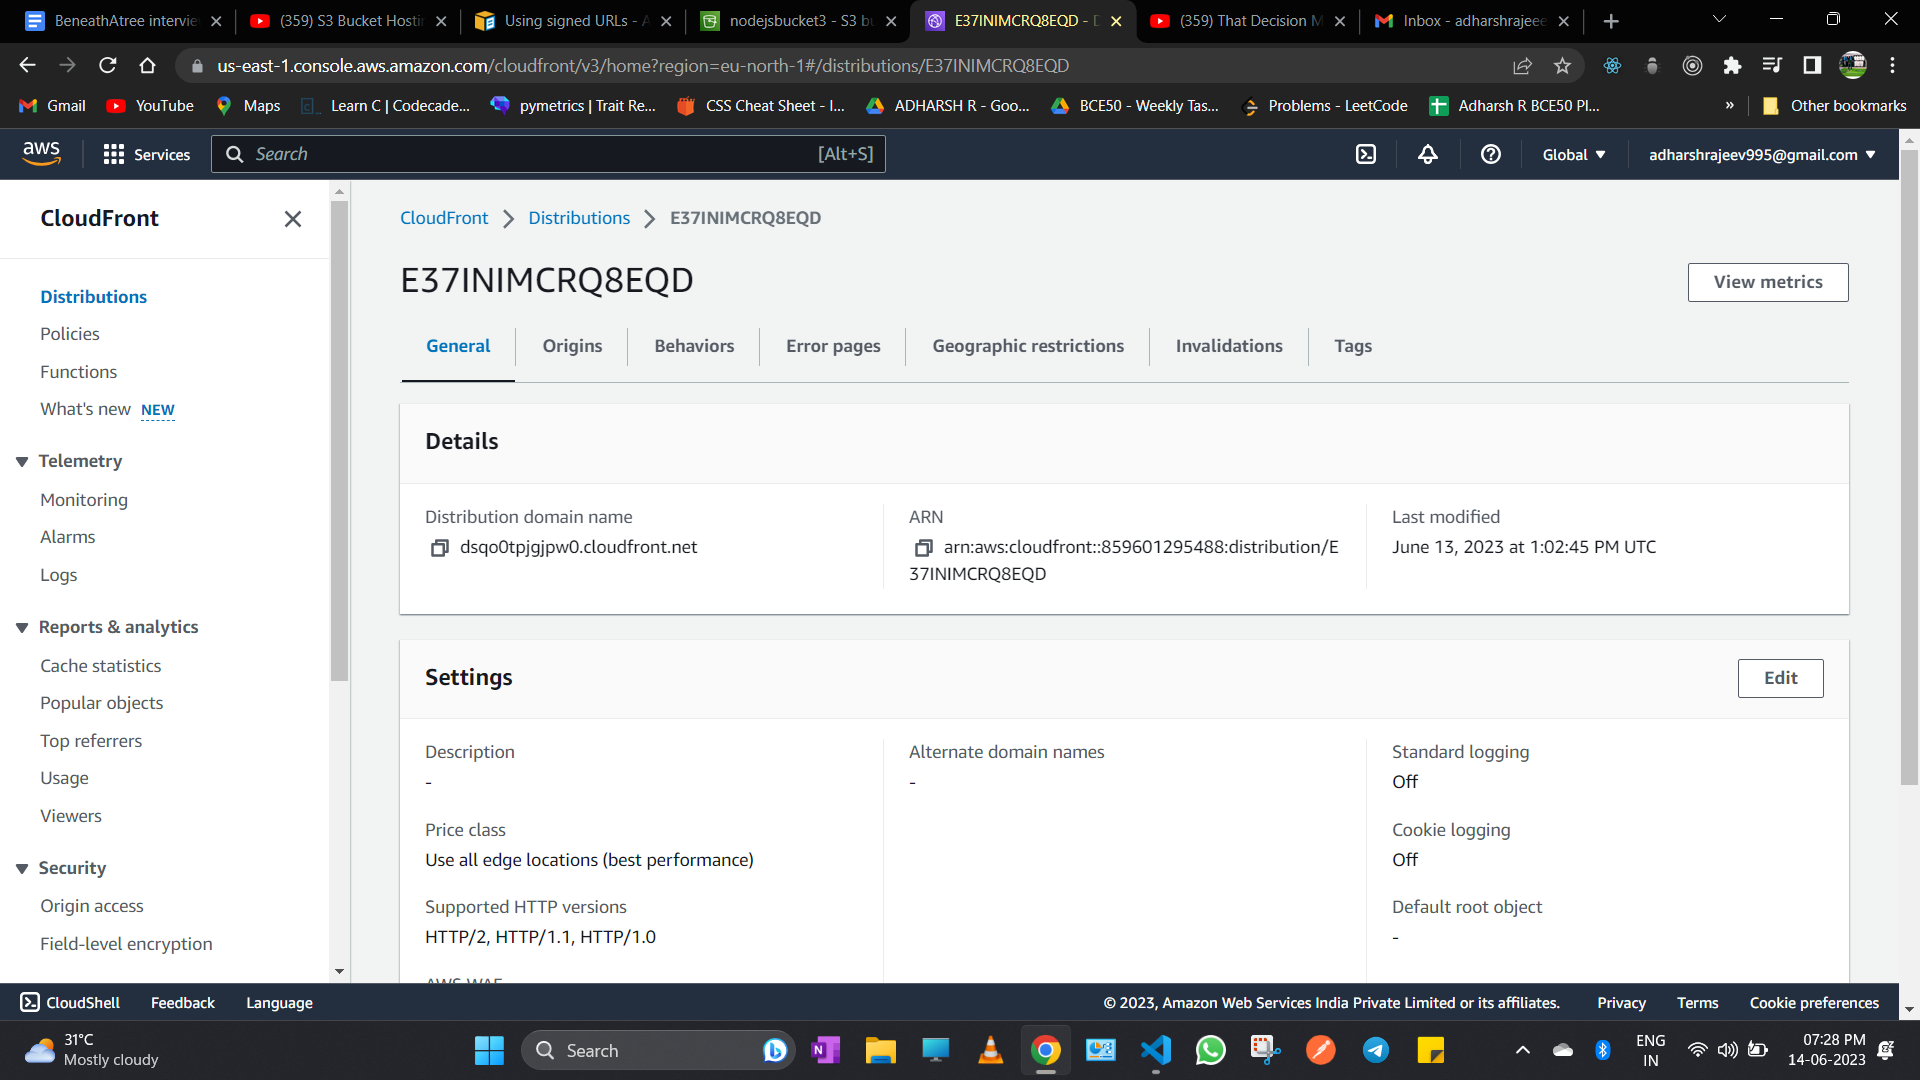 BeneathAtree intervie
(359) S3 Bucket Hostin
Using signed URLs - A
nodejsbucket3 - S3 bu
E37INIMCRQ8EQD - D
(359) That Decision M
Inbox - adharshrajeee
us-east-1.console.aws.amazon.com/cloudfront/v3/home?region=eu-north-1#/distributions/E37INIMCRQ8EQD
Gmail
YouTube
Maps
Learn C | Codecade...
pymetrics | Trait Re...
CSS Cheat Sheet - I...
ADHARSH R - Goo...
BCE50 - Weekly Tas...
Problems - LeetCode
Adharsh R BCE50 Pl...
»
Other bookmarks
aws
Services
Search
[Alt+S]
Global
adharshrajeev995@gmail.com
CloudFront
Distributions
Policies
Functions
What's new NEW
Telemetry
Monitoring
Alarms
Logs
Reports & analytics
Cache statistics
Popular objects
Top referrers
Usage
Viewers
Security
Origin access
Field-level encryption
CloudFront
Distributions
E37INIMCRQ8EQD
E37INIMCRQ8EQD
View metrics
General
Origins
Behaviors
Error pages
Geographic restrictions
Invalidations
Tags
Details
Distribution domain name
dsqo0tpjgjpw0.cloudfront.net
ARN
arn:aws:cloudfront::859601295488:distribution/E
37INIMCRQ8EQD
Last modified
June 13, 2023 at 1:02:45 PM UTC
Settings
Edit
Description
-
Price class
Use all edge locations (best performance)
Supported HTTP versions
HTTP/2, HTTP/1.1, HTTP/1.0
AWS WAF
Alternate domain names
-
Standard logging
Off
Cookie logging
Off
Default root object
-
CloudShell
Feedback
Language
© 2023, Amazon Web Services India Private Limited or its affiliates.
Privacy
Terms
Cookie preferences
31°C
Mostly cloudy
Search
ENG
IN
07:28 PM
14-06-2023